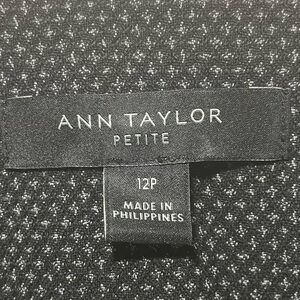 ANN TAYLOR
PETITE
12P
MADE IN
PHILIPPINES